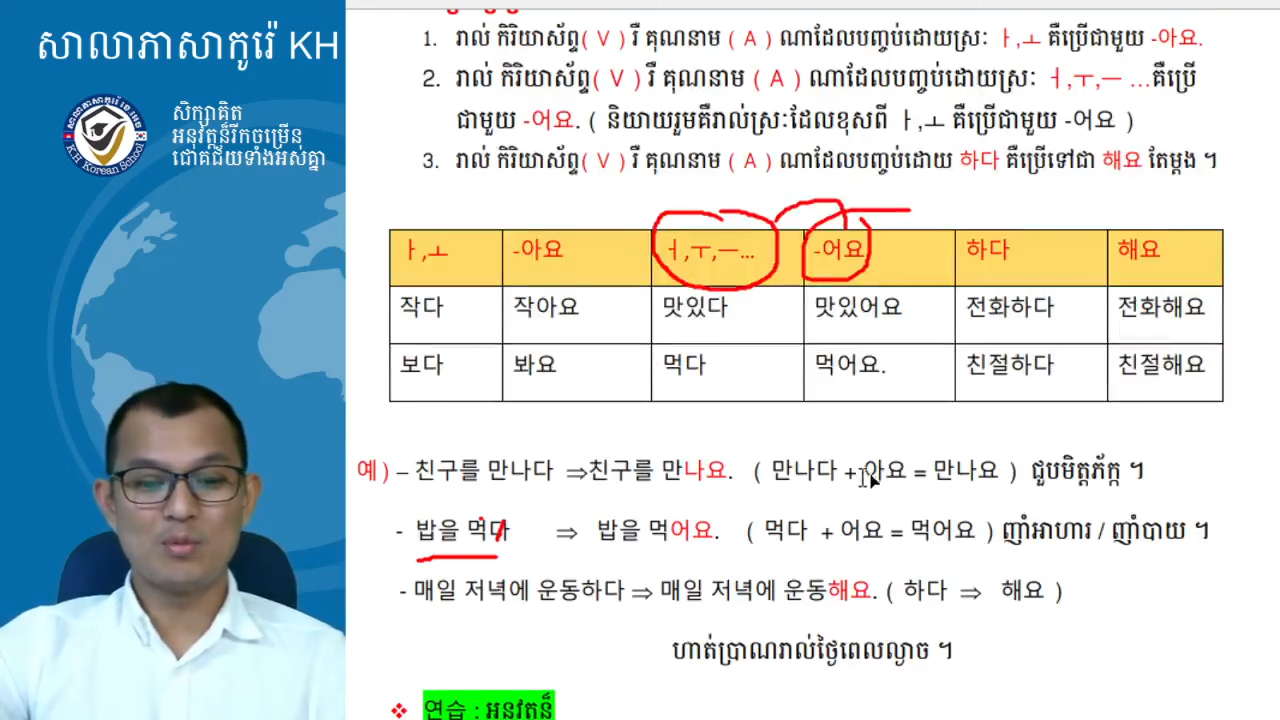 សាលាភាសាកូរ៉េ KH
សិក្សាគិត
អនុវត្តន៍រីកចម្រើន
ជោគជ័យទាំងអស់គ្នា
សាលាភាសាកូរ៉េ ខេ អេច
K.H Korean School
1. រាល់ កិរិយាស័ព្ទ( V ) រឺ គុណនាម ( A ) ណាដែលបញ្ចប់ដោយស្រៈ ㅏ,ㅗ គឺប្រើជាមួយ -아요.
2. រាល់ កិរិយាស័ព្ទ( V ) រឺ គុណនាម ( A ) ណាដែលបញ្ចប់ដោយស្រៈ ㅓ,ㅜ,ㅡ ...គឺប្រើ
ជាមួយ -어요. ( និយាយរួមគឺរាល់ស្រៈដែលខុសពី ㅏ,ㅗ គឺប្រើជាមួយ -어요 )
3. រាល់ កិរិយាស័ព្ទ( V ) រឺ គុណនាម ( A ) ណាដែលបញ្ចប់ដោយ 하다 គឺប្រើទៅជា 해요 តែម្តង ។
ㅏ,ㅗ -아요 ㅓ,ㅜ,ㅡ... -어요 하다 해요
작다 작아요 맛있다 맛있어요 전화하다 전화해요
보다 봐요 먹다 먹어요. 친절하다 친절해요
예) – 친구를 만나다 ⇒친구를 만나요. ( 만나다 + 아요 = 만나요 ) ជួបមិត្តភ័ក្ត ។
- 밥을 먹다 ⇒ 밥을 먹어요. ( 먹다 + 어요 = 먹어요 ) ញ៉ាំអាហារ / ញ៉ាំបាយ ។
- 매일 저녁에 운동하다 ⇒ 매일 저녁에 운동해요. ( 하다 ⇒ 해요 )
ហាត់ប្រាណរាល់ថ្ងៃពេលល្ងាច ។
❖ 연습 : អនុវត្តន៍